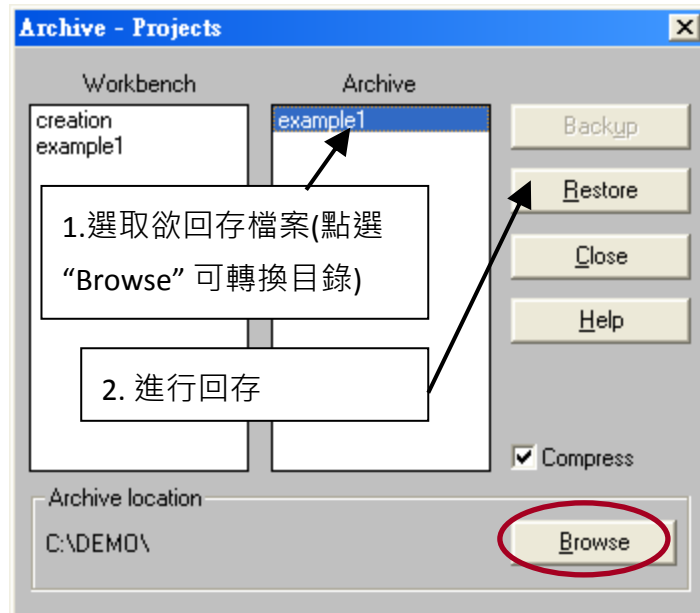 Archive - Projects
Workbench
Archive
creation
example1
example1
Backup
Restore
Close
Help
1.選取欲回存檔案(點選
“Browse” 可轉換目錄)
2. 進行回存
Compress
Archive location
C:\DEMO\
Browse